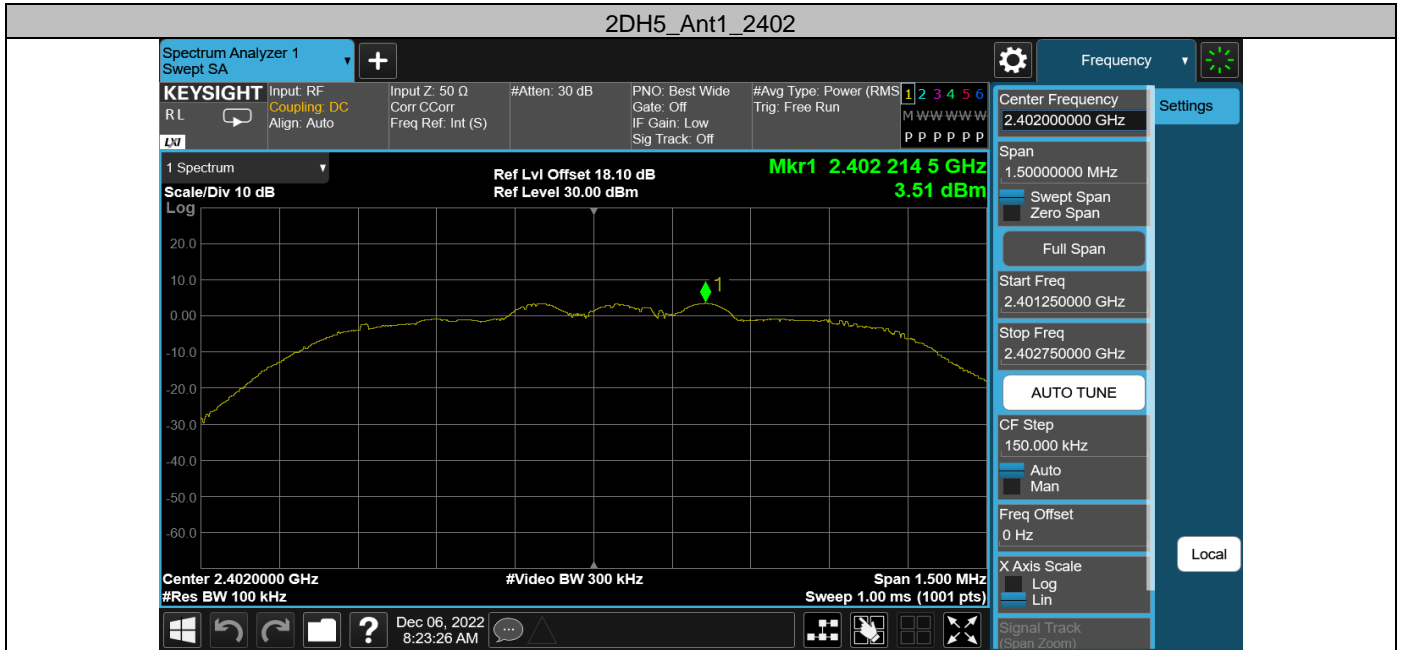 2DH5_Ant1_2402
Spectrum Analyzer 1
Swept SA
Frequency
KEYSIGHT
RL
LXI
Input: RF
Coupling: DC
Align: Auto
Input Z: 50 Ω
Corr CCorr
Freq Ref: Int (S)
#Atten: 30 dB
PNO: Best Wide
Gate: Off
IF Gain: Low
Sig Track: Off
#Avg Type: Power (RMS
Trig: Free Run
1 2 3 4 5 6
M W W W W W
P P P P P P
1 Spectrum
Scale/Div 10 dB
Log
Ref Lvl Offset 18.10 dB
Ref Level 30.00 dBm
Mkr1 2.402 214 5 GHz
3.51 dBm
20.0
10.0
0.00
-10.0
-20.0
-30.0
-40.0
-50.0
-60.0
1
Center 2.4020000 GHz
#Res BW 100 kHz
#Video BW 300 kHz
Span 1.500 MHz
Sweep 1.00 ms (1001 pts)
?
Dec 06, 2022
8:23:26 AM
Center Frequency
2.402000000 GHz
Span
1.50000000 MHz
Swept Span
Zero Span
Full Span
Start Freq
2.401250000 GHz
Stop Freq
2.402750000 GHz
AUTO TUNE
CF Step
150.000 kHz
Auto
Man
Freq Offset
0 Hz
X Axis Scale
Log
Lin
Signal Track
(Span Zoom)
Settings
Local